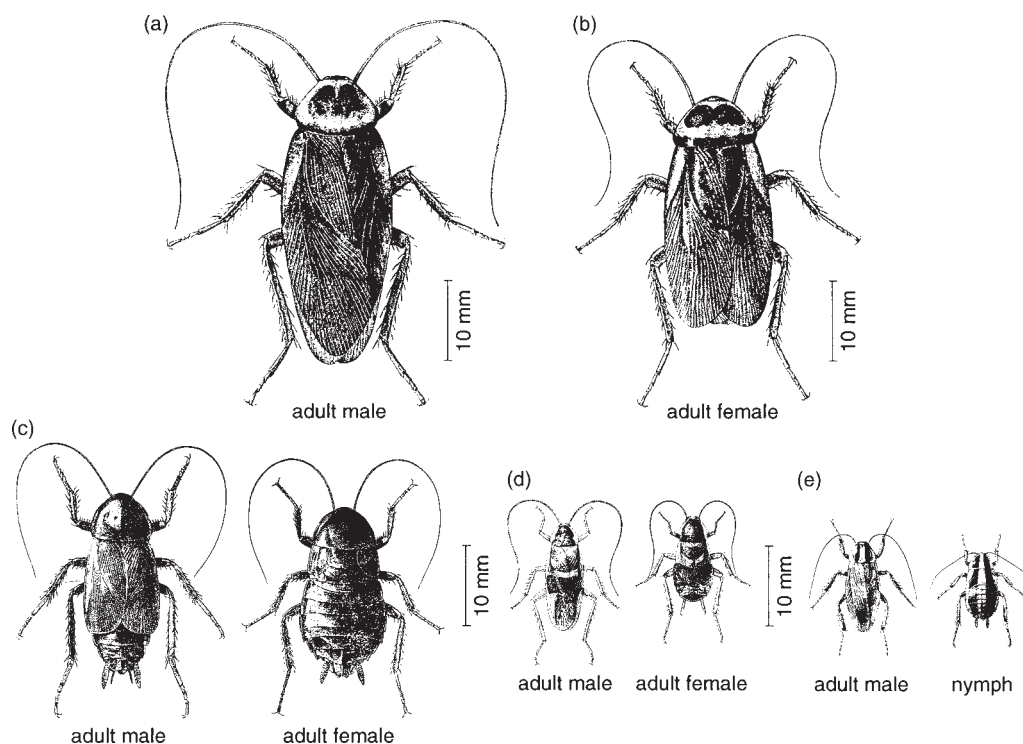 (a)
(b)
10 mm
10 mm
adult male
adult female
(c)
(d)
(e)
10 mm
10 mm
adult male
adult female
adult male
nymph
adult male
adult female